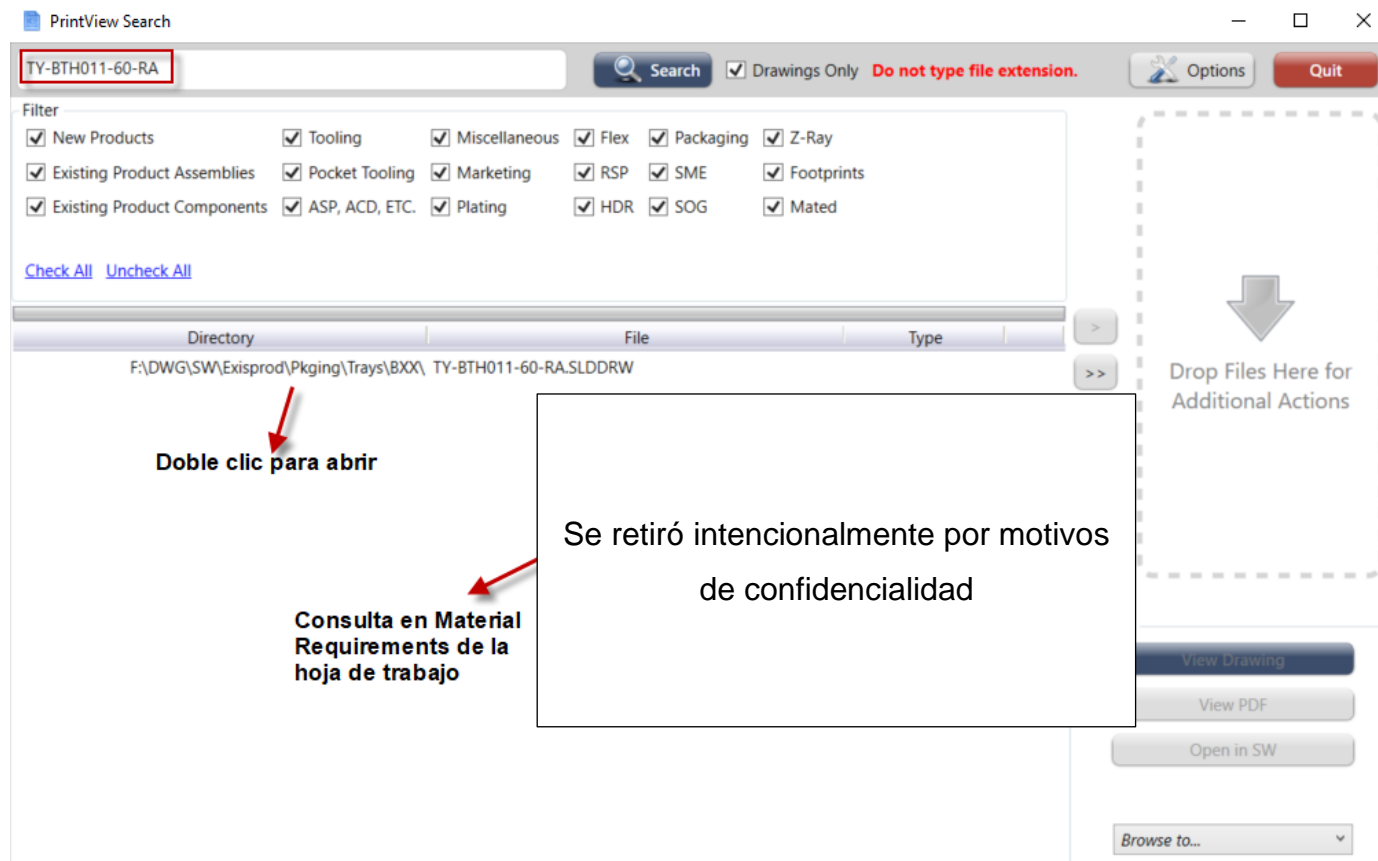 PrintView Search
TY-BTH011-60-RA
Search
Drawings Only
Do not type file extension.
Options
Quit
Filter
New Products
Tooling
Miscellaneous
Flex
Packaging
Z-Ray
Existing Product Assemblies
Pocket Tooling
Marketing
RSP
SME
Footprints
Existing Product Components
ASP, ACD, ETC.
Plating
HDR
SOG
Mated
Check All
Uncheck All
Directory
File
Type
>
F:\DWG\SW\Exisprod\Pkging\Trays\BXX\
TY-BTH011-60-RA.SLDDRW
>>
Drop Files Here for
Additional Actions
Doble clic para abrir
Se retiró intencionalmente por motivos
de confidencialidad
Consulta en Material
Requirements de la
hoja de trabajo
View Drawing
View PDF
Open in SW
Browse to...